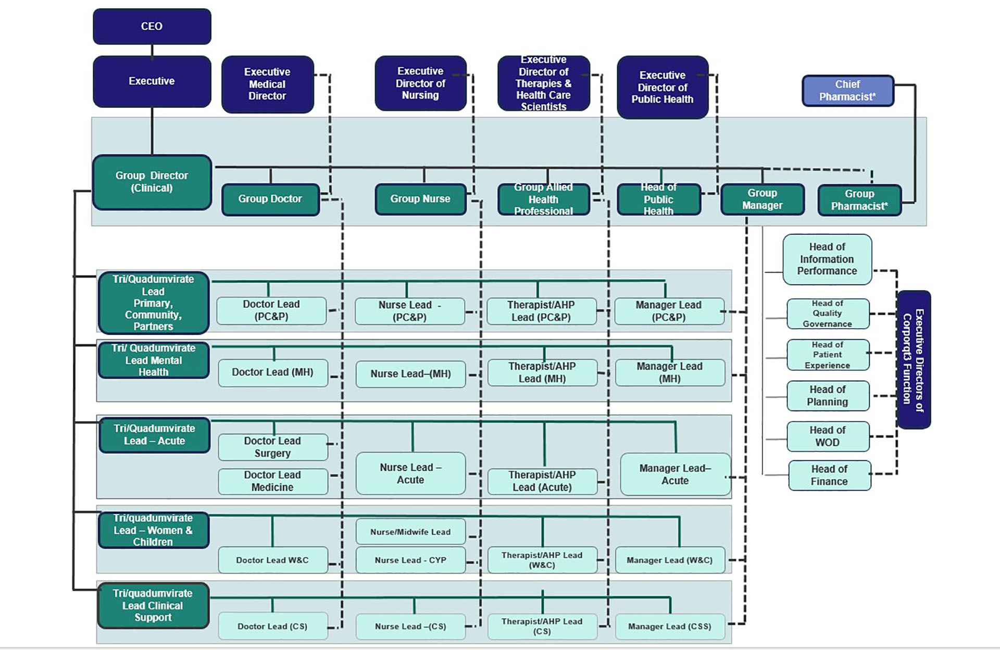 CEO
Executive
Executive
Medical
Director
Executive
Director of
Nursing
Executive
Director of
Therapies &
Health Care
Scientists
Executive
Director of
Public Health
Chief
Pharmacist*
Group Director
(Clinical)
Group Doctor
Group Nurse
Group Allied
Health
Professional
Head of
Public
Health
Group
Manager
Group
Pharmacist*
Head of
Information
Performance
Head of
Quality
Governance
Head of
Patient
Experience
Head of
Planning
Head of
WOD
Head of
Finance
Executive Directors of
Corporqt3 Function
Tri/Quadumvirate
Lead
Primary,
Community,
Partners
Doctor Lead
(PC&P)
Nurse Lead -
(PC&P)
Therapist/AHP
Lead (PC&P)
Manager Lead
(PC&P)
Tri/ Quadumvirate
Lead Mental
Health
Doctor Lead (MH)
Nurse Lead–(MH)
Therapist/AHP
Lead (MH)
Manager Lead
(MH)
Tri/Quadumvirate
Lead – Acute
Doctor Lead
Surgery
Doctor Lead
Medicine
Nurse Lead –
Acute
Therapist/AHP
Lead (Acute)
Manager Lead–
Acute
Tri/quadumvirate
Lead – Women &
Children
Doctor Lead W&C
Nurse/Midwife Lead
Nurse Lead - CYP
Therapist/AHP Lead
(W&C)
Manager Lead (W&C)
Tri/quadumvirate
Lead Clinical
Support
Doctor Lead (CS)
Nurse Lead –(CS)
Therapist/AHP Lead
(CS)
Manager Lead (CSS)